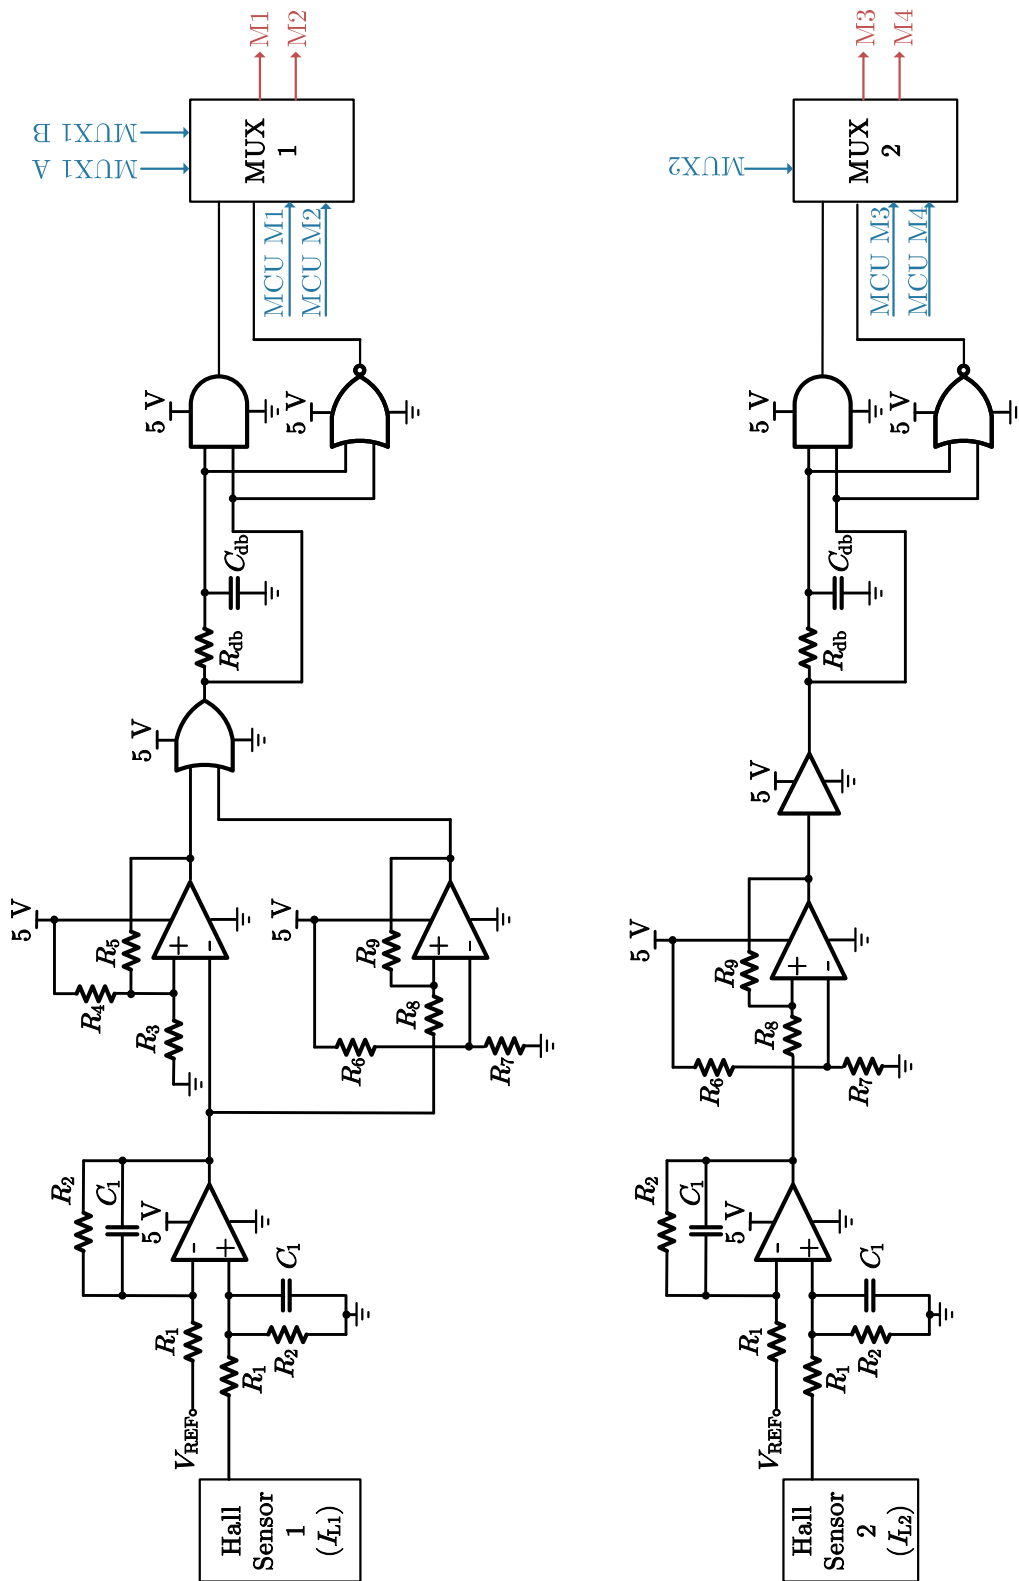 Hall
Sensor
1
(I_L1)
V_REF
R_1
R_1
R_2
C_1
R_2
C_1
5 V
R_3
R_4
R_5
5 V
+
−
R_6
R_7
R_8
R_9
5 V
+
−
5 V
R_db
C_db
5 V
5 V
MUX1 A
MUX1 B
MCU M1
MCU M2
MUX
1
M1
M2
Hall
Sensor
2
(I_L2)
V_REF
R_1
R_1
R_2
C_1
R_2
C_1
5 V
−
+
R_6
R_7
R_8
R_9
5 V
+
−
5 V
R_db
C_db
5 V
5 V
MUX2
MCU M3
MCU M4
MUX
2
M3
M4